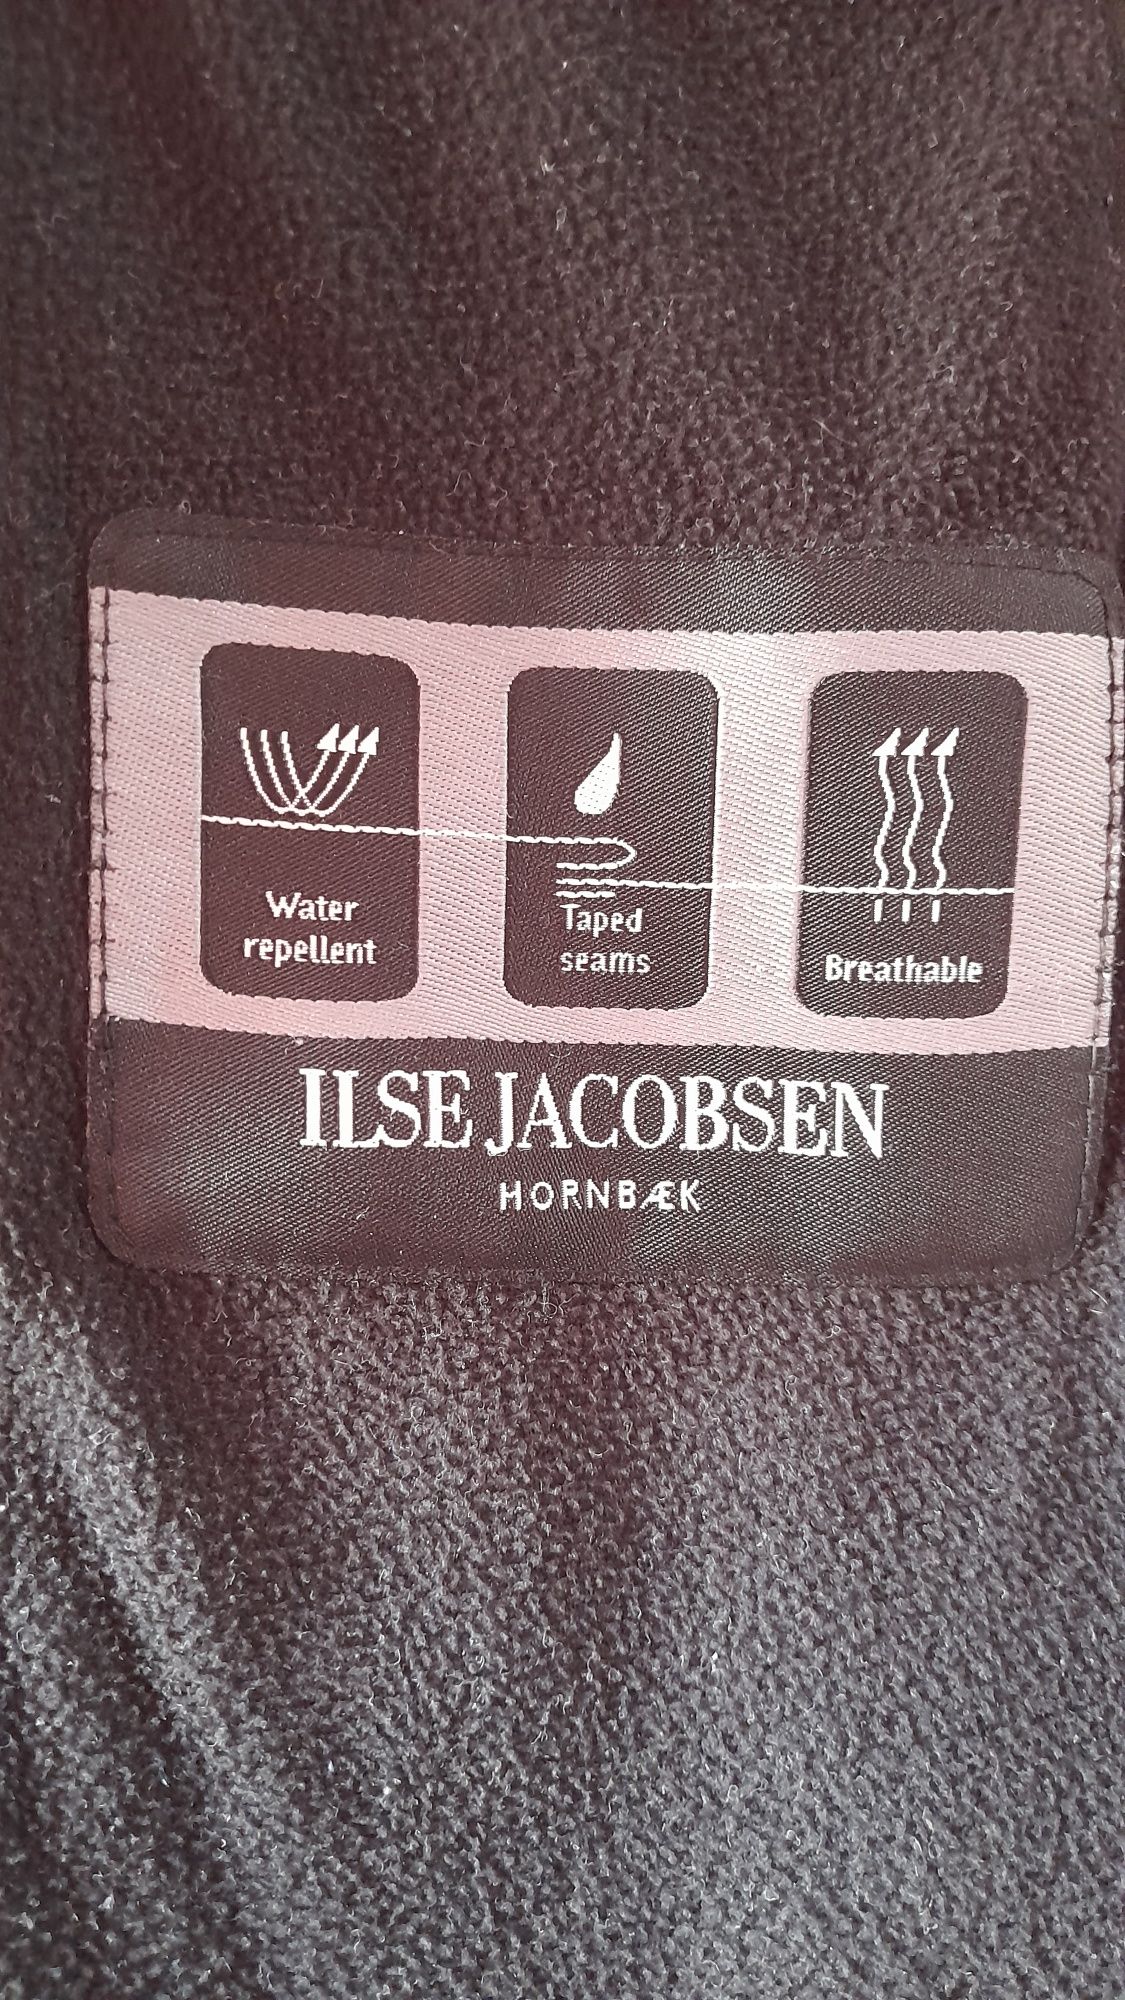 Water
repellent
Taped
seams
Breathable
ILSE JACOBSEN
HORNBÆK